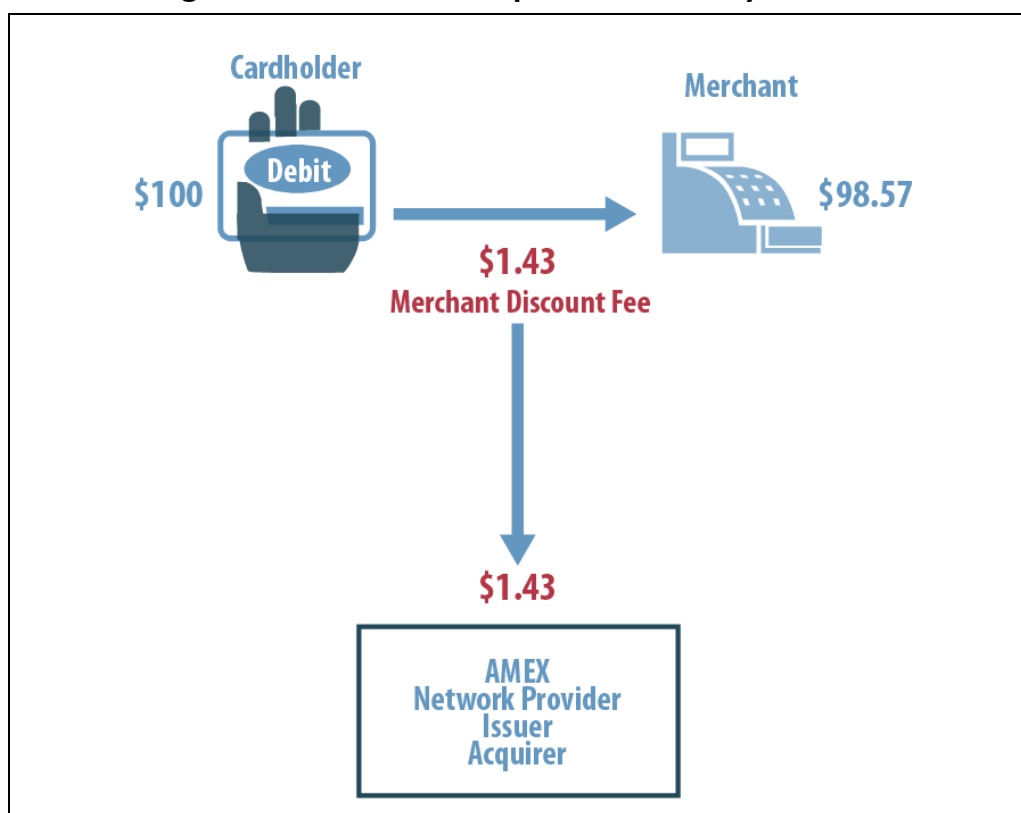 Cardholder
Merchant
Debit
$100
$98.57
$1.43
Merchant Discount Fee
$1.43
AMEX
Network Provider
Issuer
Acquirer